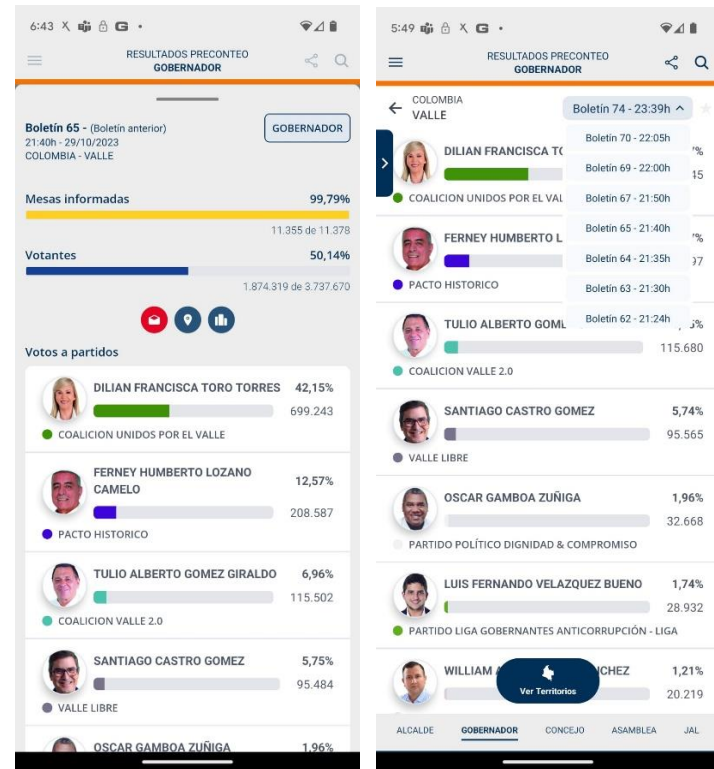 6:43
RESULTADOS PRECONTEO
GOBERNADOR
Boletín 65 - (Boletín anterior)
21:40h - 29/10/2023
COLOMBIA - VALLE
GOBERNADOR
Mesas informadas 99,79%
11.355 de 11.378
Votantes 50,14%
1.874.319 de 3.737.670
Votos a partidos
DILIAN FRANCISCA TORO TORRES 42,15%
699.243
COALICION UNIDOS POR EL VALLE
FERNEY HUMBERTO LOZANO
CAMELO
12,57%
208.587
PACTO HISTORICO
TULIO ALBERTO GOMEZ GIRALDO 6,96%
115.502
COALICION VALLE 2.0
SANTIAGO CASTRO GOMEZ 5,75%
95.484
VALLE LIBRE
OSCAR GAMBOA ZUÑIGA 1,96%
5:49
RESULTADOS PRECONTEO
GOBERNADOR
COLOMBIA
VALLE
Boletín 74 - 23:39h
Boletín 70 - 22:05h
Boletín 69 - 22:00h
Boletín 67 - 21:50h
Boletín 65 - 21:40h
Boletín 64 - 21:35h
Boletín 63 - 21:30h
Boletín 62 - 21:24h
DILIAN FRANCISCA %
45
COALICION UNIDOS POR EL
FERNEY HUMBERTO %
97
PACTO HISTORICO
TULIO ALBERTO %
115.680
COALICION VALLE 2.0
SANTIAGO CASTRO GOMEZ 5,74%
95.565
VALLE LIBRE
OSCAR GAMBOA ZUÑIGA 1,96%
32.668
PARTIDO POLÍTICO DIGNIDAD & COMPROMISO
LUIS FERNANDO VELAZQUEZ BUENO 1,74%
28.932
PARTIDO LIGA GOBERNANTES ANTICORRUPCIÓN - LIGA
WILLIAM 1,21%
20.219
Ver Territorios
ALCALDE GOBERNADOR CONCEJO ASAMBLEA JAL